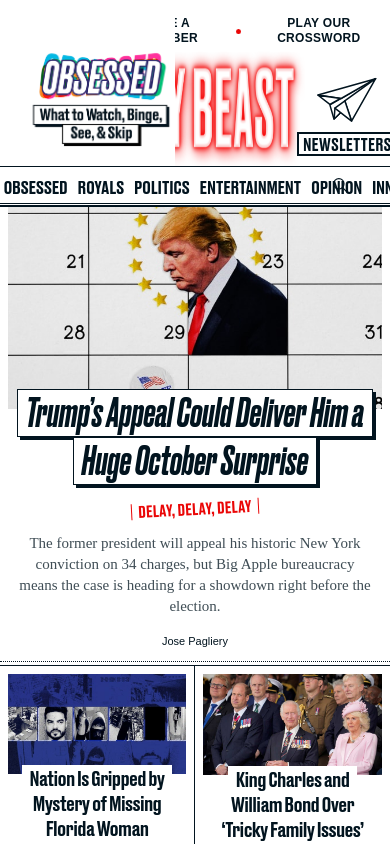 PLAY OUR
CROSSWORD
OBSESSED
What to Watch, Binge,
See, & Skip
BEAST
NEWSLETTERS
OBSESSED ROYALS POLITICS ENTERTAINMENT OPINION
21 23 24
28 29 31
Trump's Appeal Could Deliver Him a
Huge October Surprise
DELAY, DELAY, DELAY
The former president will appeal his historic New York
conviction on 34 charges, but Big Apple bureaucracy
means the case is heading for a showdown right before the
election.
Jose Pagliery
Nation Is Gripped by
Mystery of Missing
Florida Woman
King Charles and
William Bond Over
‘Tricky Family Issues’